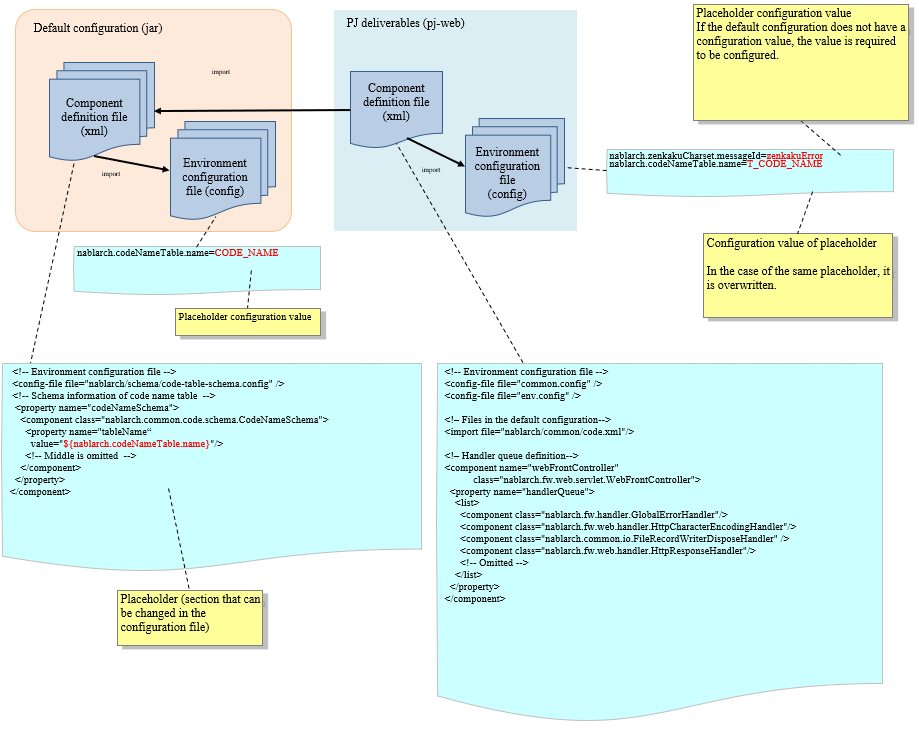 Default configuration (jar)
PJ deliverables (pj-web)
Placeholder configuration value
If the default configuration does not have a
configuration value, the value is required
to be configured.
import
Component
definition file
(xml)
Component
definition file
(xml)
import
Environment
configuration
file (config)
import
Environment
configuration
file
(config)
nablarch.zenkakuCharset.messageId=zenkakuError
nablarch.codeNameTable.name=T_CODE_NAME
nablarch.codeNameTable.name=CODE_NAME
Configuration value of placeholder
In the case of the same placeholder, it
is overwritten.
Placeholder configuration value
<!-- Environment configuration file -->
<config-file file="nablarch/schema/code-table-schema.config" />
<!-- Schema information of code name table  -->
<property name="codeNameSchema">
<component class="nablarch.common.code.schema.CodeNameSchema">
<property name="tableName“
value="${nablarch.codeNameTable.name}"/>
<!-- Middle is omitted  -->
</component>
</property>
</component>
<!-- Environment configuration file -->
<config-file file="common.config" />
<config-file file="env.config" />
<!– Files in the default configuration-->
<import file="nablarch/common/code.xml"/>
<!– Handler queue definition-->
<component name="webFrontController"
class="nablarch.fw.web.servlet.WebFrontController">
<property name="handlerQueue">
<list>
<component class="nablarch.fw.handler.GlobalErrorHandler"/>
<component class="nablarch.fw.web.handler.HttpCharacterEncodingHandler"/>
<component class="nablarch.common.io.FileRecordWriterDisposeHandler" />
<component class="nablarch.fw.web.handler.HttpResponseHandler"/>
<!-- Omitted -->
</list>
</property>
</component>
Placeholder (section that can
be changed in the
configuration file)